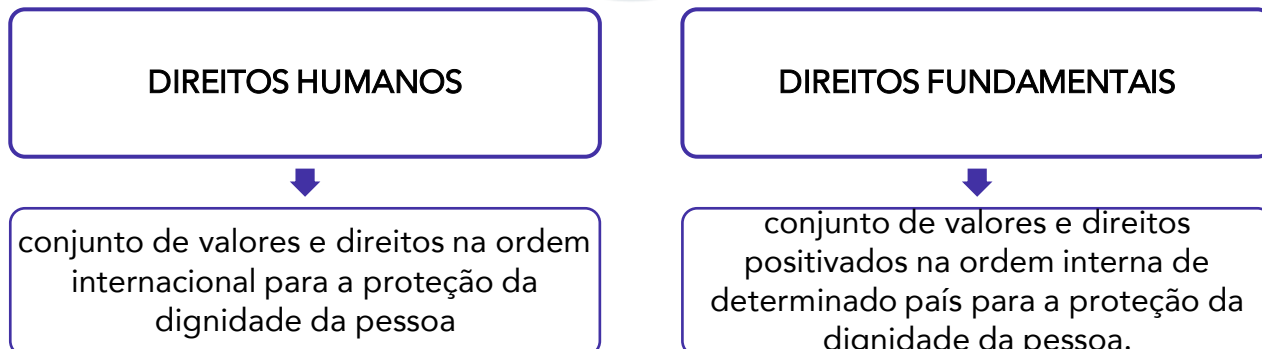 DIREITOS HUMANOS
conjunto de valores e direitos na ordem
internacional para a proteção da
dignidade da pessoa
DIREITOS FUNDAMENTAIS
conjunto de valores e direitos
positivados na ordem interna de
determinado país para a proteção da
dignidade da pessoa.